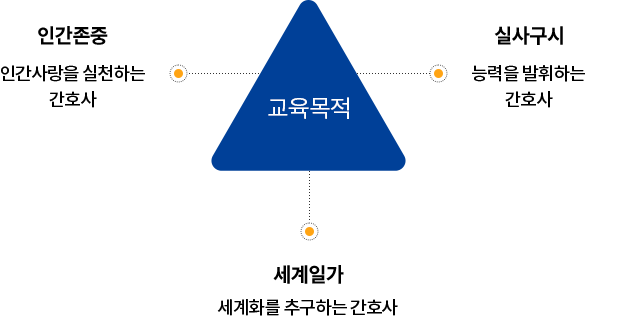 인간존중
인간사랑을 실천하는
간호사
교육목적
실사구시
능력을 발휘하는
간호사
세계일가
세계화를 추구하는 간호사